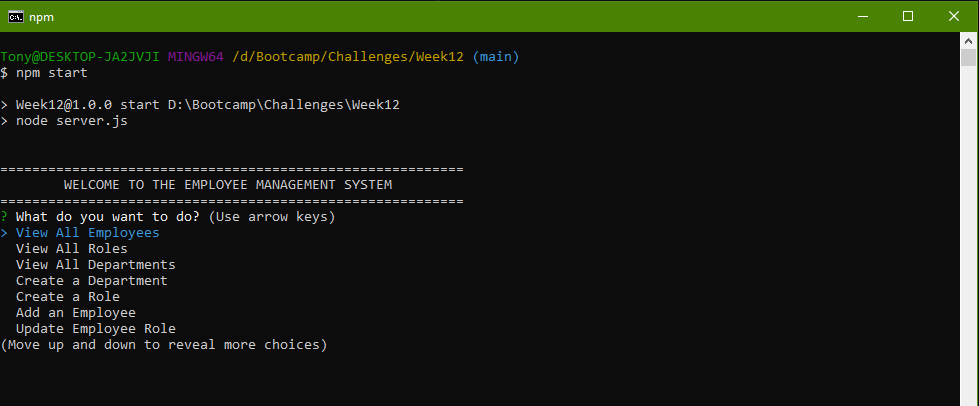 npm
Tony@DESKTOP-JA2JVJI MINGW64 /d/Bootcamp/Challenges/Week12 (main)
$ npm start
> Week12@1.0.0 start D:\Bootcamp\Challenges\Week12
> node server.js
==========================================================
WELCOME TO THE EMPLOYEE MANAGEMENT SYSTEM
==========================================================
? What do you want to do? (Use arrow keys)
> View All Employees
View All Roles
View All Departments
Create a Department
Create a Role
Add an Employee
Update Employee Role
(Move up and down to reveal more choices)